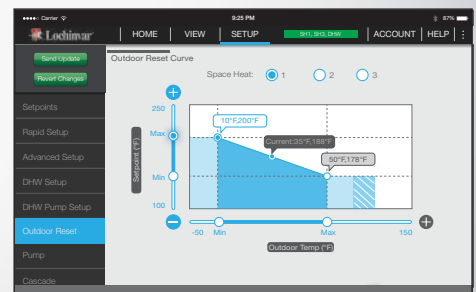 Carrier
9:25 PM
87%
Lochinvar
HOME
VIEW
SETUP
SH1, SH3, DHW
ACCOUNT
HELP
Send Update
Revert Changes
Outdoor Reset Curve
Space Heat: 1 2 3
Setpoints
Rapid Setup
Advanced Setup
DHW Setup
DHW Pump Setup
Outdoor Reset
Pump
Cascade
250
Max
Min
100
Setpoint (°F)
10°F,200°F
Current:35°F,188°F
50°F,178°F
-50 Min Max 150
Outdoor Temp (°F)